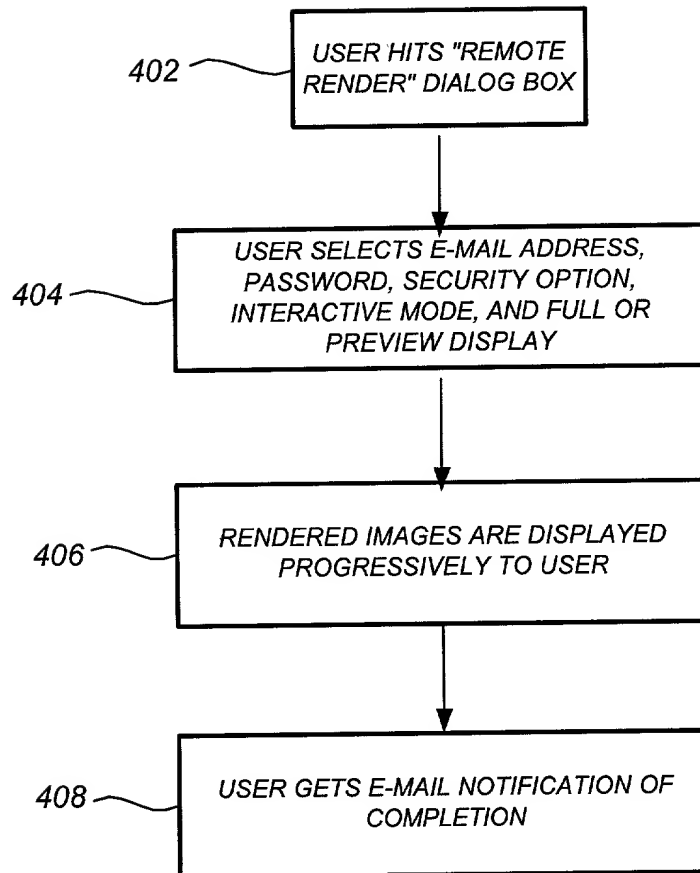 402
USER HITS "REMOTE
RENDER" DIALOG BOX
404
USER SELECTS E-MAIL ADDRESS,
PASSWORD, SECURITY OPTION,
INTERACTIVE MODE, AND FULL OR
PREVIEW DISPLAY
406
RENDERED IMAGES ARE DISPLAYED
PROGRESSIVELY TO USER
408
USER GETS E-MAIL NOTIFICATION OF
COMPLETION